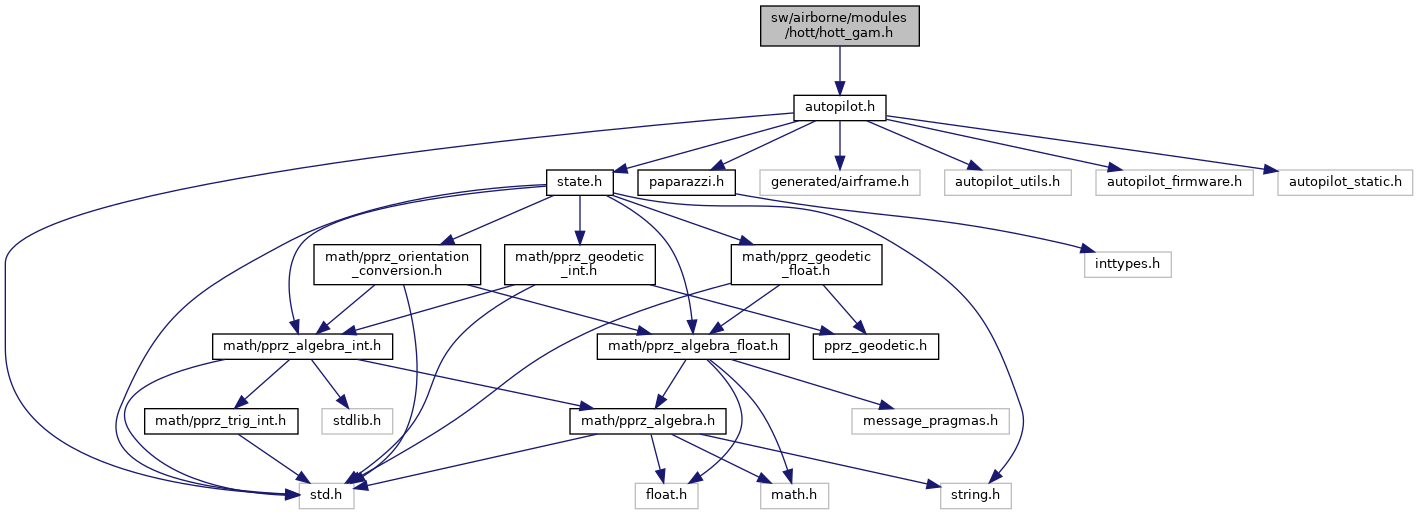 sw/airborne/modules
/hott/hott_gam.h
autopilot.h
state.h
paparazzi.h
generated/airframe.h
autopilot_utils.h
autopilot_firmware.h
autopilot_static.h
math/pprz_orientation
_conversion.h
math/pprz_geodetic
_int.h
math/pprz_geodetic
_float.h
inttypes.h
math/pprz_algebra_int.h
math/pprz_algebra_float.h
pprz_geodetic.h
math/pprz_trig_int.h
stdlib.h
math/pprz_algebra.h
message_pragmas.h
std.h
float.h
math.h
string.h